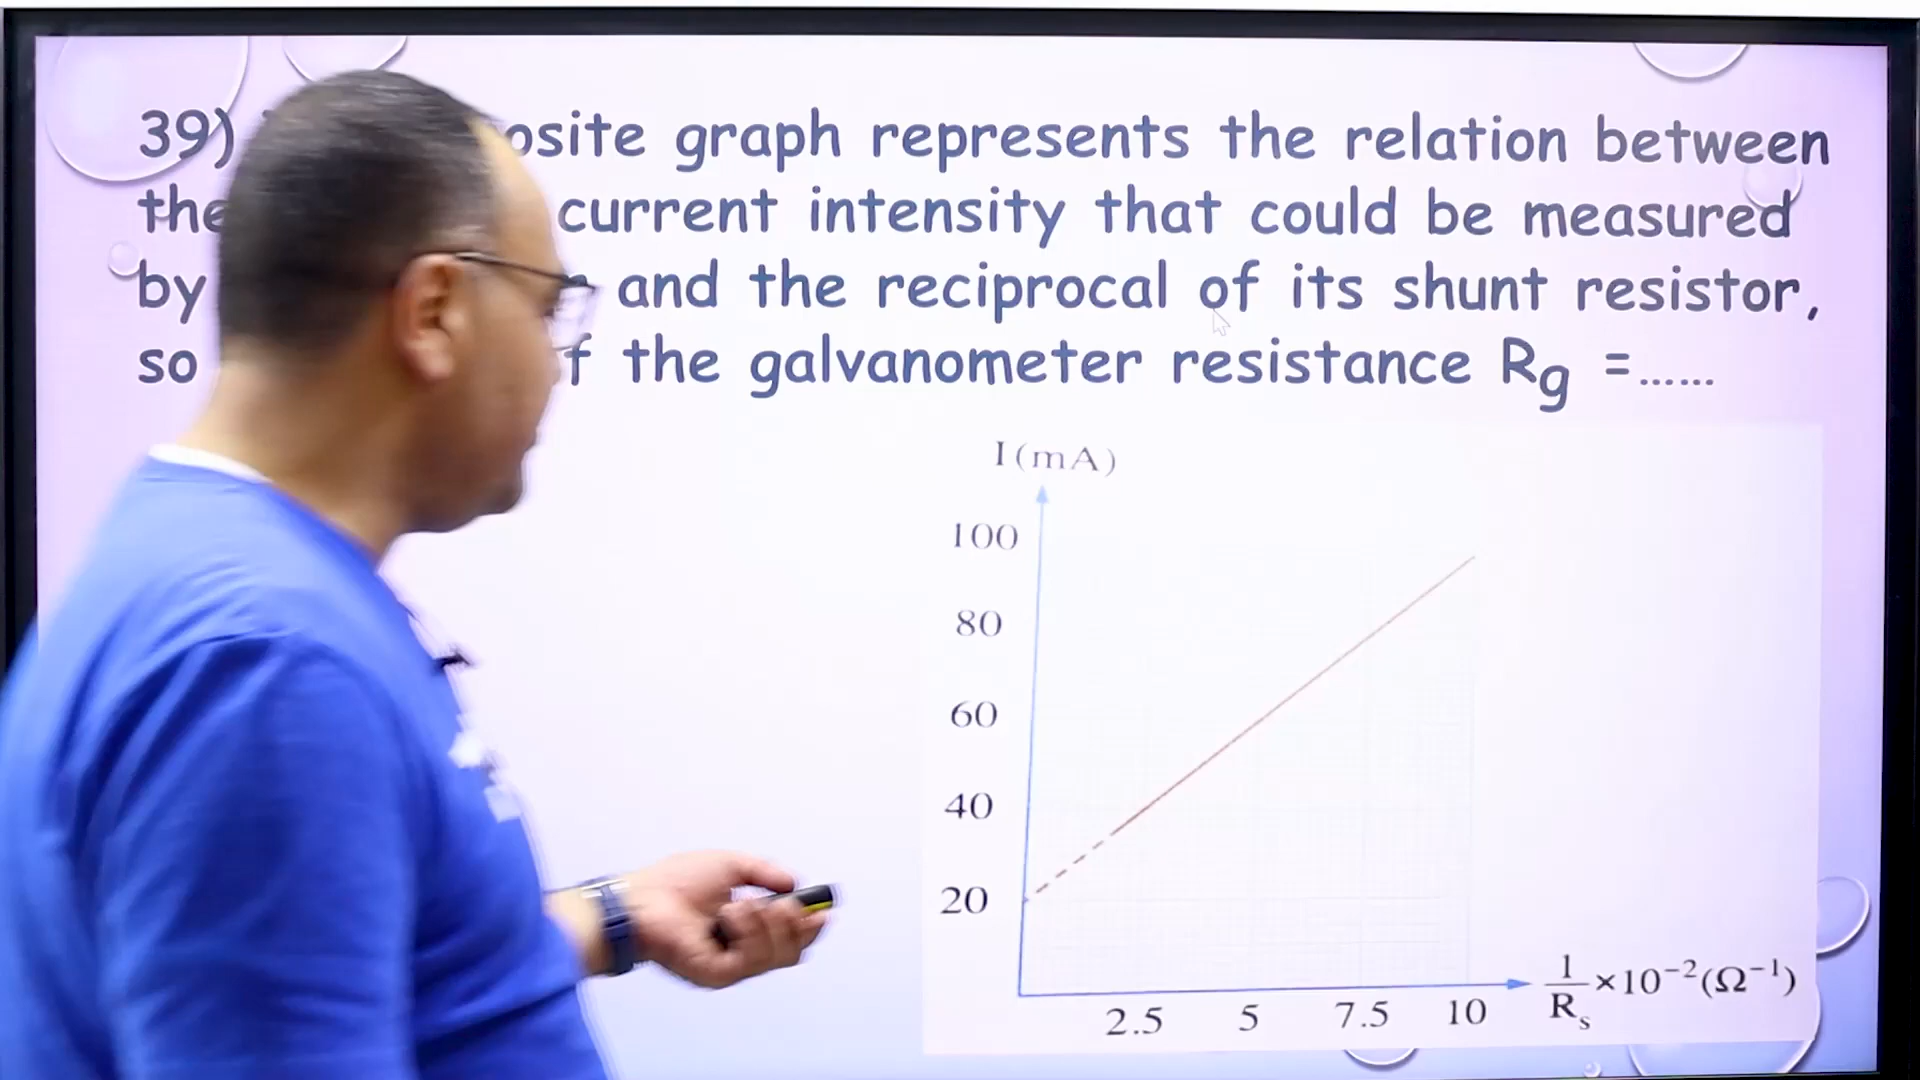 39) osite graph represents the relation between
the current intensity that could be measured
by and the reciprocal of its shunt resistor,
so f the galvanometer resistance Rg =......
I (mA)
100
80
60
40
20
2.5 5 7.5 10
1/Rs ×10⁻² (Ω⁻¹)